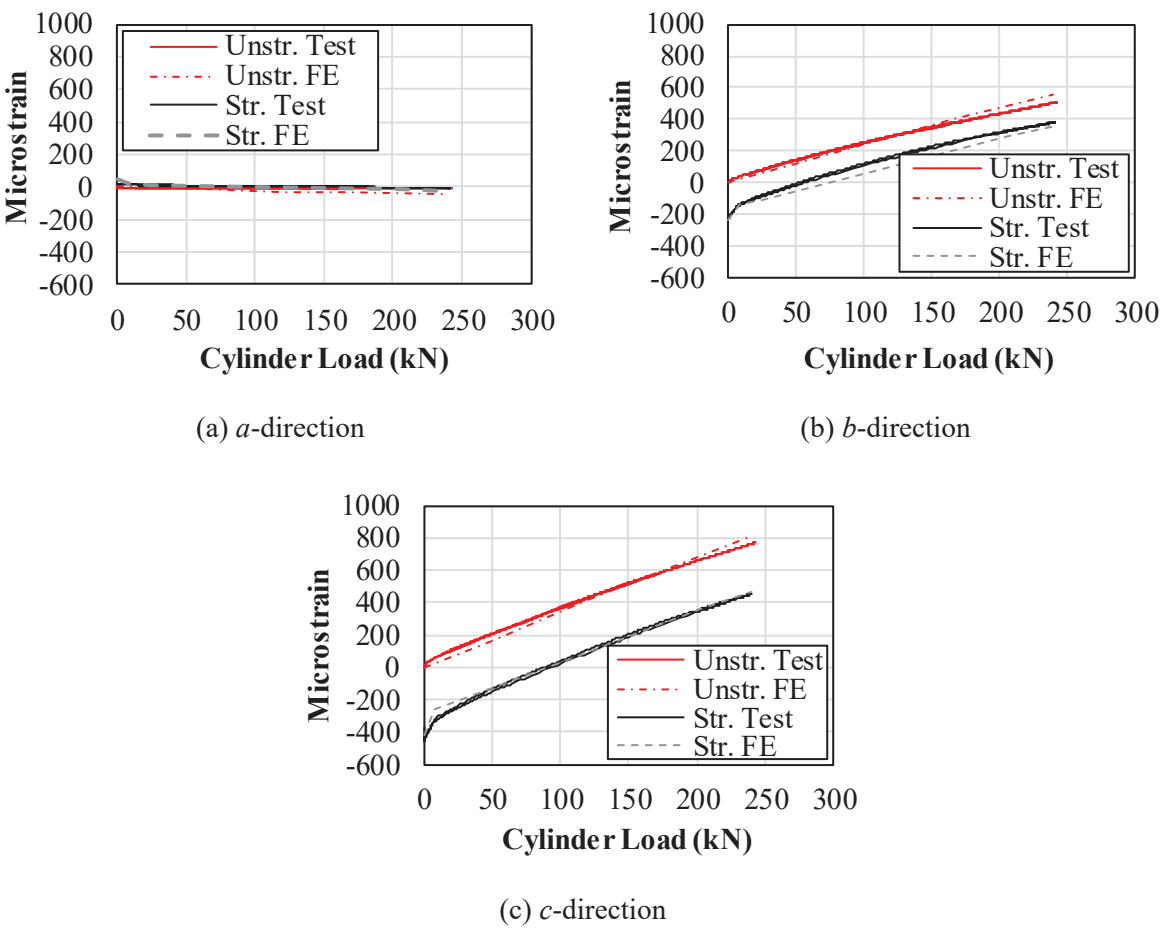 1000
800
600
400
200
0
-200
-400
-600
Microstrain
Unstr. Test
Unstr. FE
Str. Test
Str. FE
0 50 100 150 200 250 300
Cylinder Load (kN)
(a) a-direction
1000
800
600
400
200
0
-200
-400
-600
Microstrain
Unstr. Test
Unstr. FE
Str. Test
Str. FE
0 50 100 150 200 250 300
Cylinder Load (kN)
(b) b-direction
1000
800
600
400
200
0
-200
-400
-600
Microstrain
Unstr. Test
Unstr. FE
Str. Test
Str. FE
0 50 100 150 200 250 300
Cylinder Load (kN)
(c) c-direction